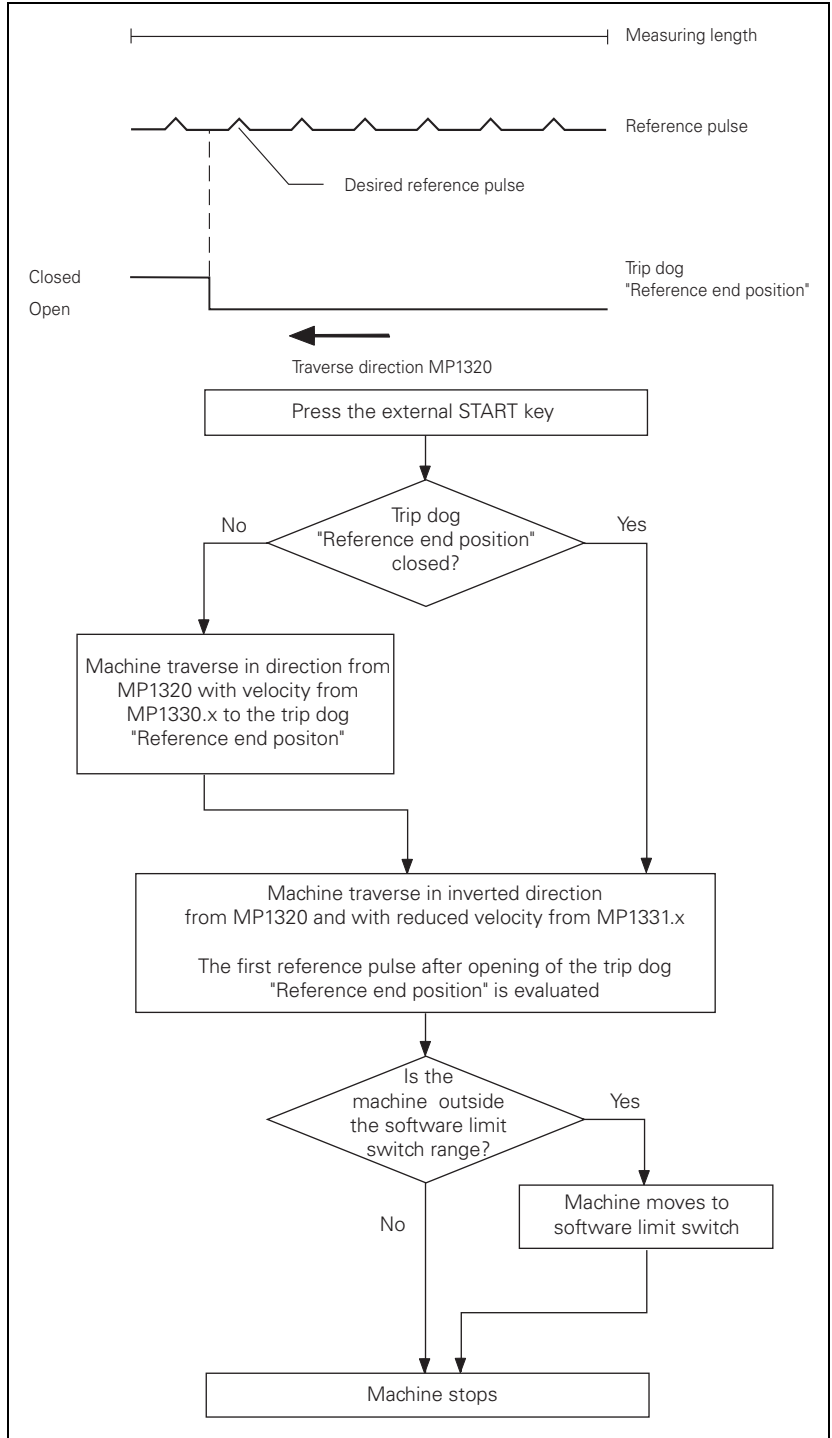 Measuring length
Reference pulse
Desired reference pulse
Closed
Open
Trip dog
"Reference end position"
Traverse direction MP1320
Press the external START key
Trip dog
"Reference end position"
closed?
No
Yes
Machine traverse in direction from
MP1320 with velocity from
MP1330.x to the trip dog
"Reference end positon"
Machine traverse in inverted direction
from MP1320 and with reduced velocity from MP1331.x
The first reference pulse after opening of the trip dog
"Reference end position" is evaluated
Is the
machine outside
the software limit
switch range?
Yes
No
Machine moves to
software limit switch
Machine stops